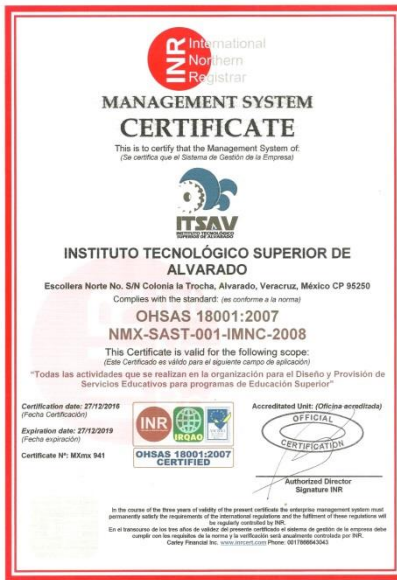 INR
International
Northern
Registrar
MANAGEMENT SYSTEM
CERTIFICATE
This is to certify that the Management System of:
(Se certifica que el Sistema de Gestión de la Empresa)
ITSAV
INSTITUTO TECNOLÓGICO
SUPERIOR DE ALVARADO
INSTITUTO TECNOLÓGICO SUPERIOR DE
ALVARADO
Escollera Norte No. S/N Colonia la Trocha, Alvarado, Veracruz, México CP 95250
Complies with the standard: (es conforme a la norma)
OHSAS 18001:2007
NMX-SAST-001-IMNC-2008
This Certificate is valid for the following scope:
(Este Certificado es válido para el siguiente campo de aplicación)
"Todas las actividades que se realizan en la organización para el Diseño y Provisión de
Servicios Educativos para programas de Educación Superior"
Certification date: 27/12/2016
(Fecha Certificación)
Expiration date: 27/12/2019
(Fecha expiración)
Certificate Nº: MXmx 941
INR
IRQAO
OHSAS 18001:2007
CERTIFIED
Accredited Unit: (Oficina acreditada)
OFFICIAL
CERTIFICATION
Authorized Director
Signature INR
In the course of the three years of validity of the present certificate the enterprise management system must
permanently satisfy the requirements of the international regulations and the fulfilment of these regulations will
be regularly controlled by INR.
En el transcurso de los tres años de validez del presente certificado el sistema de gestión de la empresa debe
cumplir con los requisitos de la norma y la verificación será anualmente controlada por INR.
Carley Financial Inc. www.inrcert.com Phone: 0017866643043